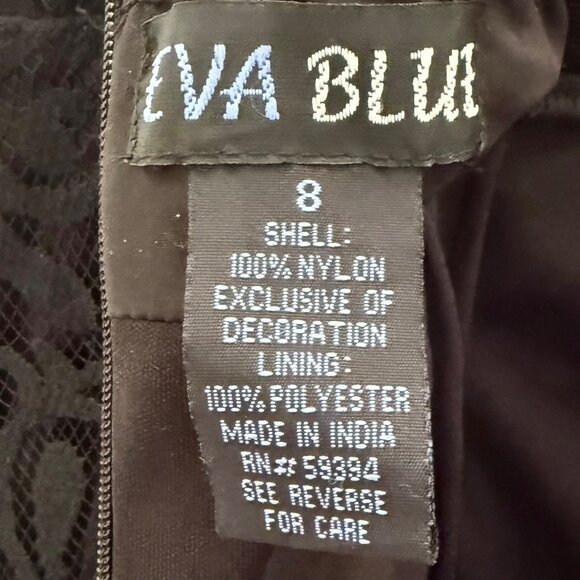 EVA BLUE
8
SHELL:
100% NYLON
EXCLUSIVE OF
DECORATION
LINING:
100% POLYESTER
MADE IN INDIA
RN# 59394
SEE REVERSE
FOR CARE